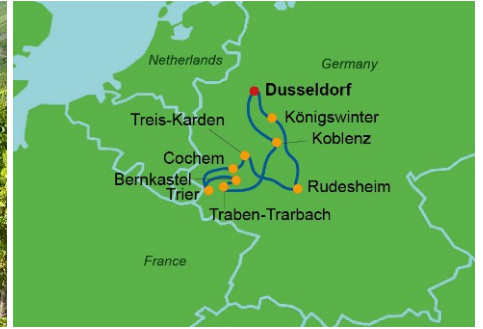 Netherlands
Germany
Dusseldorf
Königswinter
Treis-Karden
Koblenz
Cochem
Bernkastel
Trier
Rudesheim
Traben-Trarbach
France